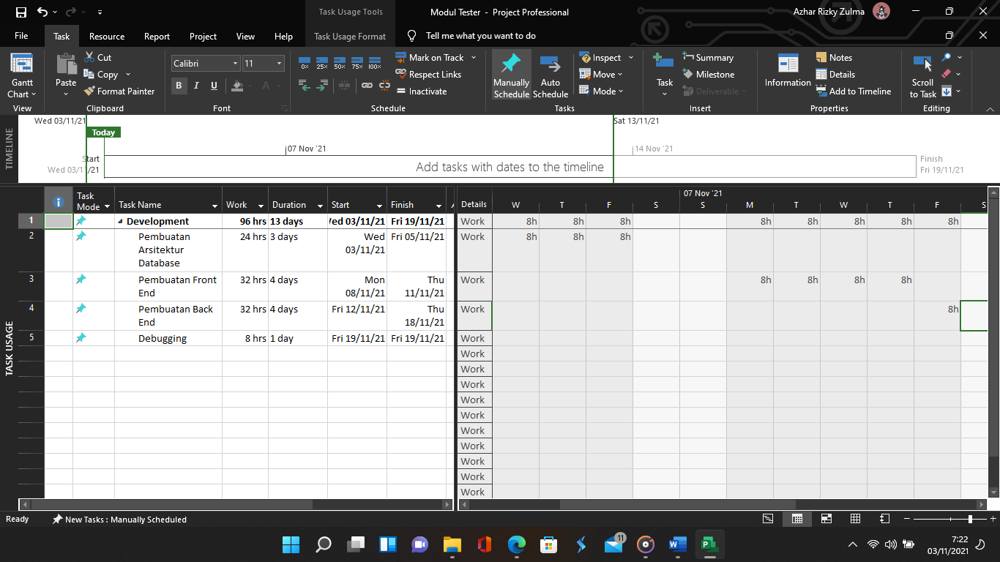 Task Usage Tools
Modul Tester - Project Professional
Azhar Rizky Zulma
File Task Resource Report Project View Help Task Usage Format Tell me what you want to do
Gantt
Chart
View
Paste
Cut
Copy
Format Painter
Clipboard
Calibri 11
B I U A
Font
0% 25% 50% 75% 100%
Mark on Track
Respect Links
Inactivate
Schedule
Manually
Schedule
Auto
Schedule
Inspect
Move
Mode
Tasks
Task
Summary
Milestone
Deliverable
Insert
Information
Notes
Details
Add to Timeline
Properties
Scroll
to Task
Editing
TIMELINE
Wed 03/11/21 Sat 13/11/21
Today
07 Nov '21 14 Nov '21
Start
Wed 03/11/21
Add tasks with dates to the timeline
Finish
Fri 19/11/21
TASK USAGE
Task
Mode Task Name Work Duration Start Finish Details
07 Nov '21
W T F S S M T W T F S
1 Development 96 hrs 13 days Wed 03/11/21 Fri 19/11/21 Work 8h 8h 8h 8h 8h 8h 8h 8h
2 Pembuatan Arsitektur Database 24 hrs 3 days Wed 03/11/21 Fri 05/11/21 Work 8h 8h 8h
3 Pembuatan Front End 32 hrs 4 days Mon 08/11/21 Thu 11/11/21 Work 8h 8h 8h 8h
4 Pembuatan Back End 32 hrs 4 days Fri 12/11/21 Thu 18/11/21 Work 8h
5 Debugging 8 hrs 1 day Fri 19/11/21 Fri 19/11/21 Work
Work
Work
Work
Work
Work
Work
Work
Work
Work
Work
Ready New Tasks : Manually Scheduled
11
7:22
03/11/2021